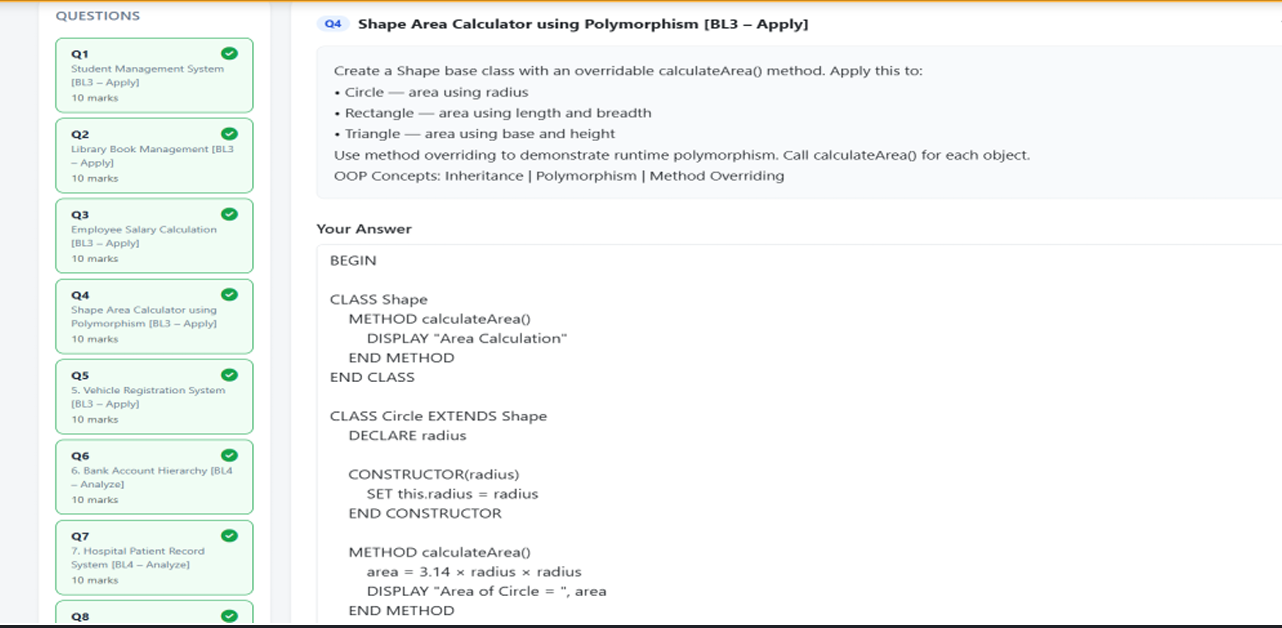 QUESTIONS
Q1
Student Management System
[BL3 – Apply]
10 marks
Q2
Library Book Management [BL3
– Apply]
10 marks
Q3
Employee Salary Calculation
[BL3 – Apply]
10 marks
Q4
Shape Area Calculator using
Polymorphism [BL3 – Apply]
10 marks
Q5
5. Vehicle Registration System
[BL3 – Apply]
10 marks
Q6
6. Bank Account Hierarchy [BL4
– Analyze]
10 marks
Q7
7. Hospital Patient Record
System [BL4 – Analyze]
10 marks
Q8
Q4 Shape Area Calculator using Polymorphism [BL3 – Apply]
Create a Shape base class with an overridable calculateArea() method. Apply this to:
• Circle — area using radius
• Rectangle — area using length and breadth
• Triangle — area using base and height
Use method overriding to demonstrate runtime polymorphism. Call calculateArea() for each object.
OOP Concepts: Inheritance | Polymorphism | Method Overriding
Your Answer
BEGIN
CLASS Shape
METHOD calculateArea()
DISPLAY "Area Calculation"
END METHOD
END CLASS
CLASS Circle EXTENDS Shape
DECLARE radius
CONSTRUCTOR(radius)
SET this.radius = radius
END CONSTRUCTOR
METHOD calculateArea()
area = 3.14 × radius × radius
DISPLAY "Area of Circle = ", area
END METHOD